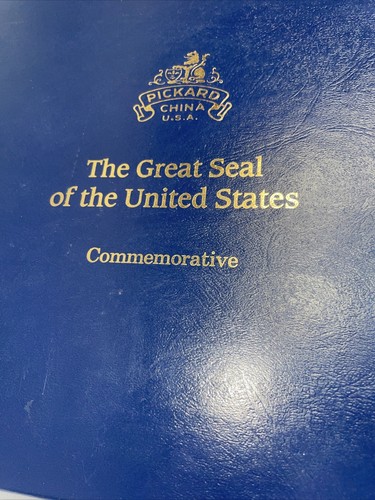 PICKARD
CHINA
U.S.A.
The Great Seal
of the United States
Commemorative